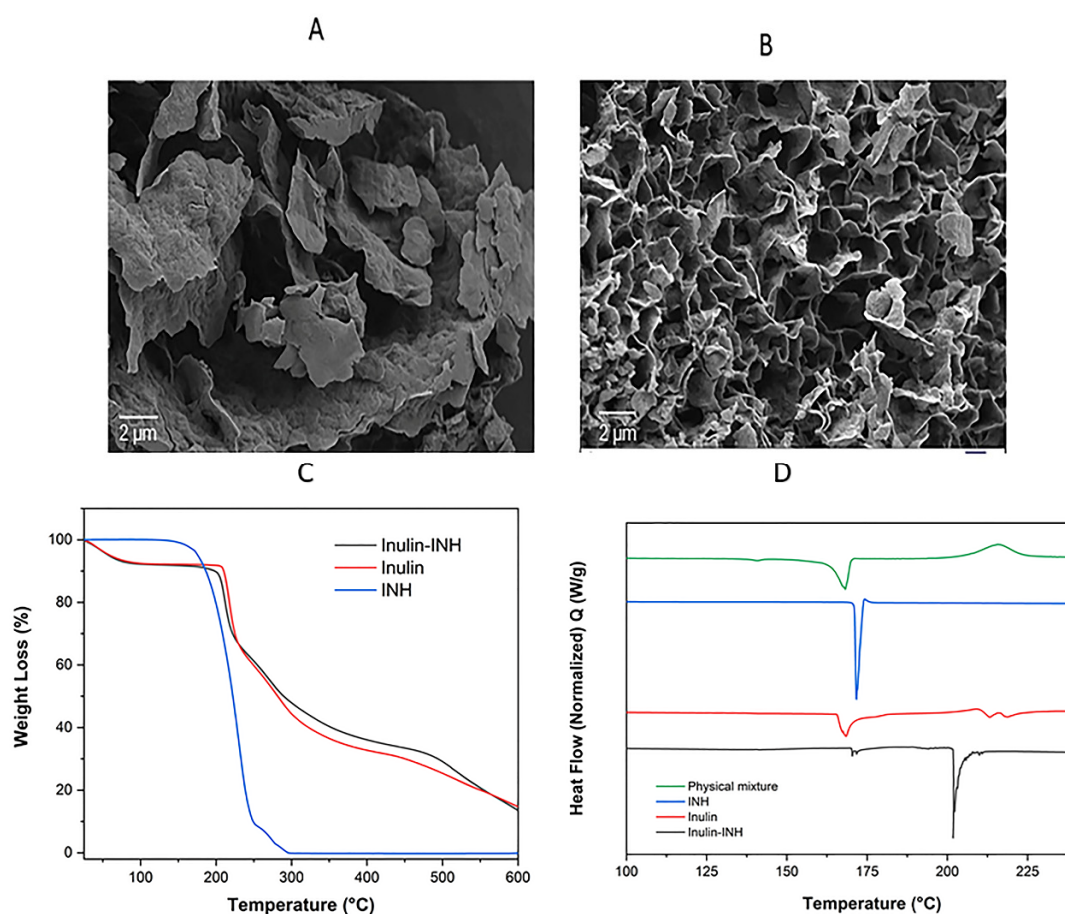 A
B
2 µm
2 µm
C
D
100
80
60
40
20
0
Weight Loss (%)
Inulin-INH
Inulin
INH
100
200
300
400
500
600
Temperature (°C)
Heat Flow (Normalized) Q (W/g)
Physical mixture
INH
Inulin
Inulin-INH
100
125
150
175
200
225
Temperature (°C)